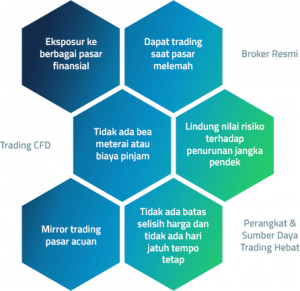 Eksposur ke
berbagai pasar
finansial
Dapat trading
saat pasar
melemah
Broker Resmi
Trading CFD
Tidak ada bea
meterai atau
biaya pinjam
Lindung nilai risiko
terhadap
penurunan jangka
pendek
Mirror trading
pasar acuan
Tidak ada batas
selisih harga dan
tidak ada hari
jatuh tempo
tetap
Perangkat &
Sumber Daya
Trading Hebat